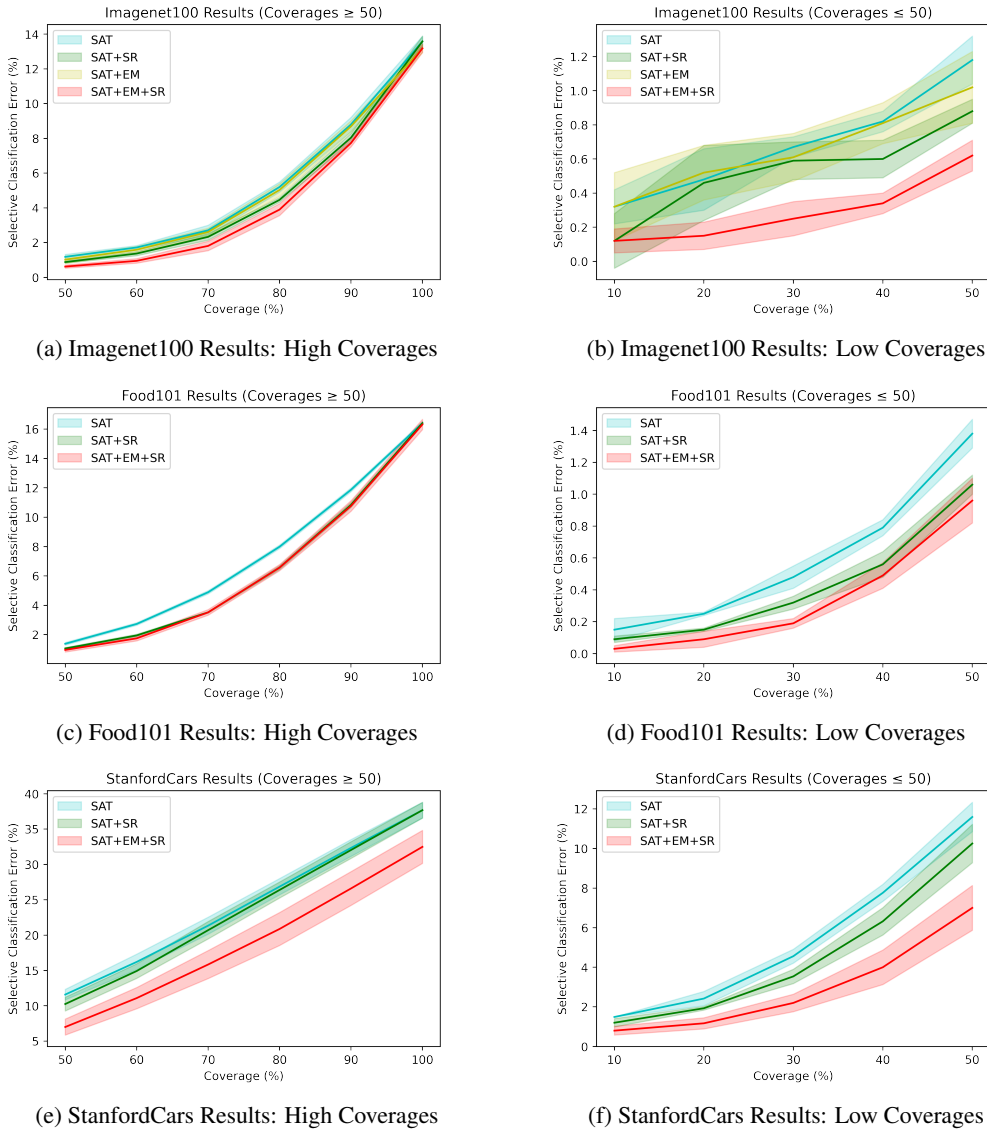 Imagenet100 Results (Coverages ≥ 50)
Selective Classification Error (%)
14
12
10
8
6
4
2
0
SAT
SAT+SR
SAT+EM
SAT+EM+SR
50 60 70 80 90 100
Coverage (%)
(a) Imagenet100 Results: High Coverages
Imagenet100 Results (Coverages ≤ 50)
Selective Classification Error (%)
1.2
1.0
0.8
0.6
0.4
0.2
0.0
SAT
SAT+SR
SAT+EM
SAT+EM+SR
10 20 30 40 50
Coverage (%)
(b) Imagenet100 Results: Low Coverages
Food101 Results (Coverages ≥ 50)
Selective Classification Error (%)
16
14
12
10
8
6
4
2
SAT
SAT+SR
SAT+EM+SR
50 60 70 80 90 100
Coverage (%)
(c) Food101 Results: High Coverages
Food101 Results (Coverages ≤ 50)
Selective Classification Error (%)
1.4
1.2
1.0
0.8
0.6
0.4
0.2
0.0
SAT
SAT+SR
SAT+EM+SR
10 20 30 40 50
Coverage (%)
(d) Food101 Results: Low Coverages
StanfordCars Results (Coverages ≥ 50)
Selective Classification Error (%)
40
35
30
25
20
15
10
5
SAT
SAT+SR
SAT+EM+SR
50 60 70 80 90 100
Coverage (%)
(e) StanfordCars Results: High Coverages
StanfordCars Results (Coverages ≤ 50)
Selective Classification Error (%)
12
10
8
6
4
2
0
SAT
SAT+SR
SAT+EM+SR
10 20 30 40 50
Coverage (%)
(f) StanfordCars Results: Low Coverages